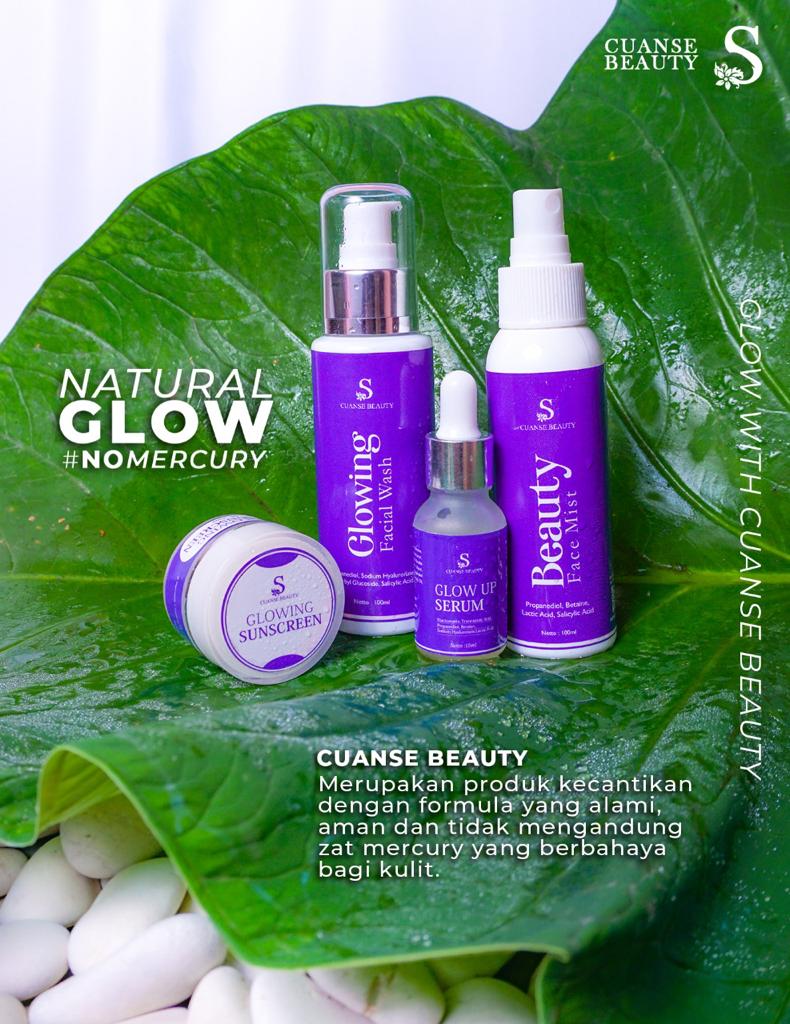 CUANSE
BEAUTY
S
NATURAL
GLOW
#NOMERCURY
GLOW WITH CUANSE BEAUTY
S
CUANSE BEAUTY
Glowing
Facial Wash
Sodium
Glucoside, Salicylic
Netto : 100ml
S
CUANSE BEAUTY
Beauty
Face Mist
Propanediol, Betaine,
Lactic Acid, Salicylic Acid
Netto : 100ml
S
CUANSE BEAUTY
GLOW UP
SERUM
S
CUANSE BEAUTY
GLOWING
SUNSCREEN
CUANSE BEAUTY
Merupakan produk kecantikan
dengan formula yang alami,
aman dan tidak mengandung
zat mercury yang berbahaya
bagi kulit.